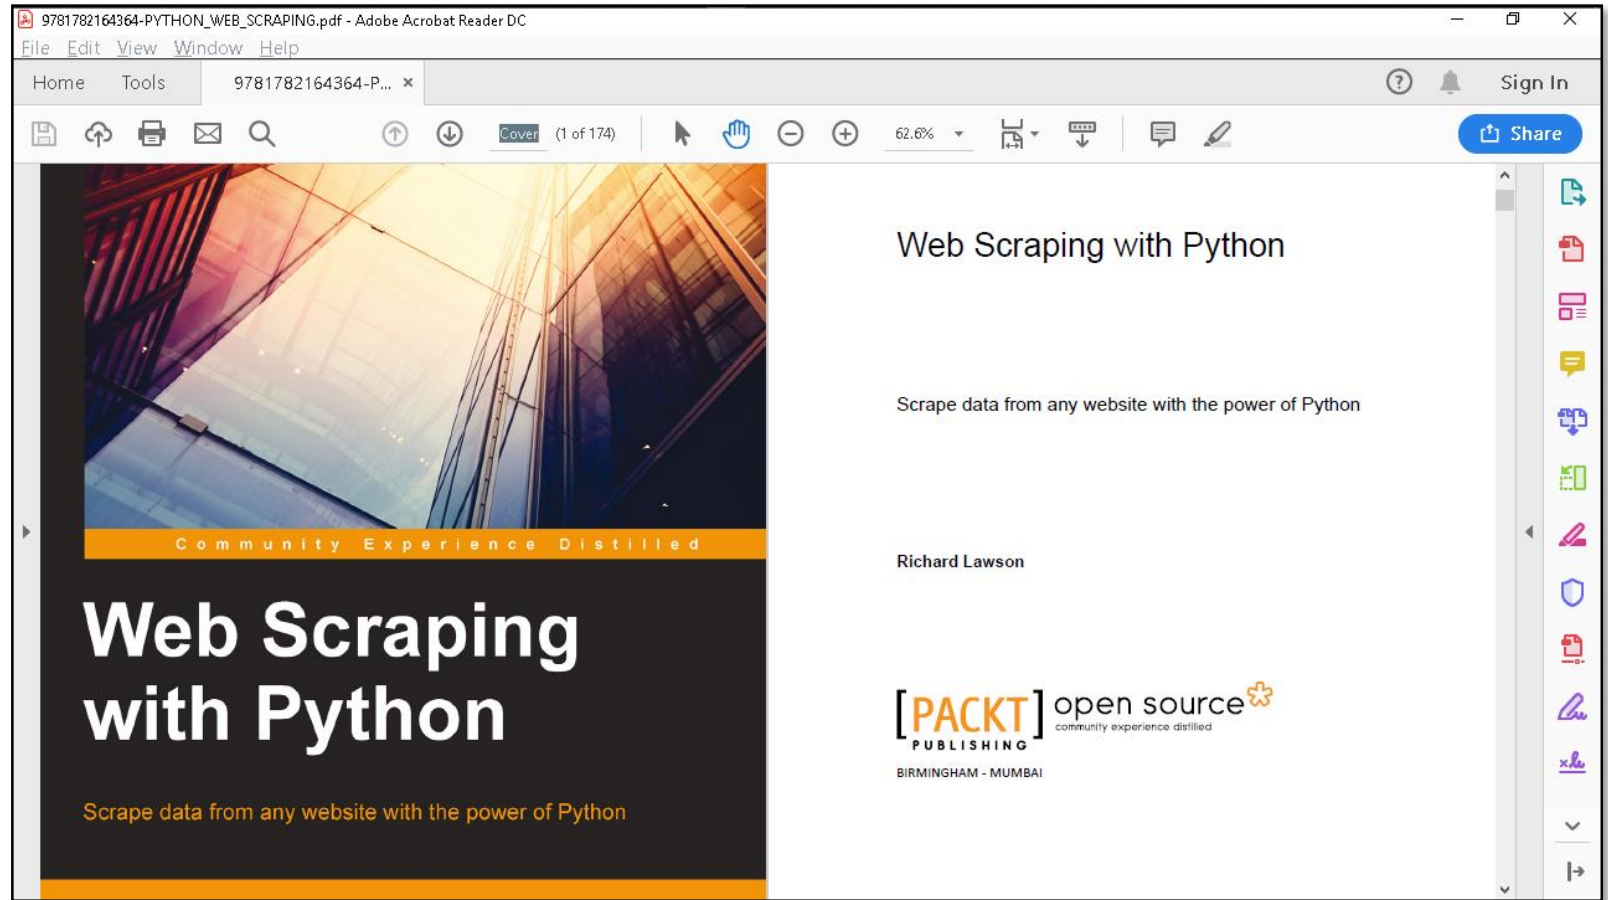 9781782164364-PYTHON_WEB_SCRAPING.pdf - Adobe Acrobat Reader DC
File Edit View Window Help
Home Tools 9781782164364-P... ×
Sign In
Cover (1 of 174)
62.6%
Share
Community Experience Distilled
Web Scraping
with Python
Scrape data from any website with the power of Python
Web Scraping with Python
Scrape data from any website with the power of Python
Richard Lawson
[PACKT]
PUBLISHING
open source
community experience distilled
BIRMINGHAM - MUMBAI